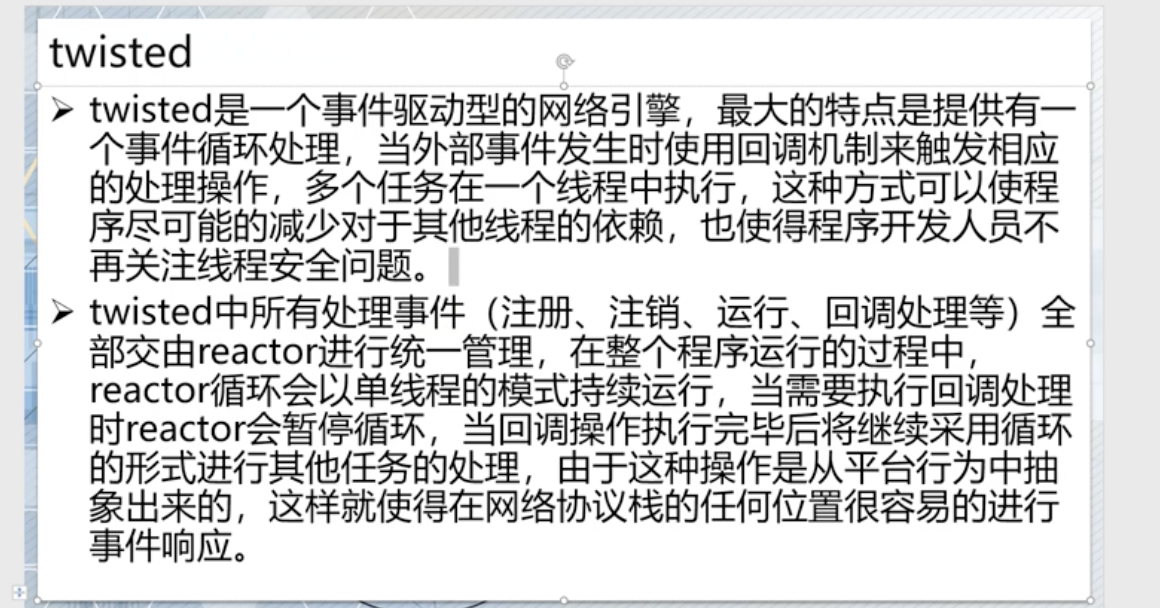 twisted
➢ twisted是一个事件驱动型的网络引擎，最大的特点是提供有一
个事件循环处理，当外部事件发生时使用回调机制来触发相应
的处理操作，多个任务在一个线程中执行，这种方式可以使程
序尽可能的减少对于其他线程的依赖，也使得程序开发人员不
再关注线程安全问题。
➢ twisted中所有处理事件（注册、注销、运行、回调处理等）全
部交由reactor进行统一管理，在整个程序运行的过程中，
reactor循环会以单线程的模式持续运行，当需要执行回调处理
时reactor会暂停循环，当回调操作执行完毕后将继续采用循环
的形式进行其他任务的处理，由于这种操作是从平台行为中抽
象出来的，这样就使得在网络协议栈的任何位置很容易的进行
事件响应。